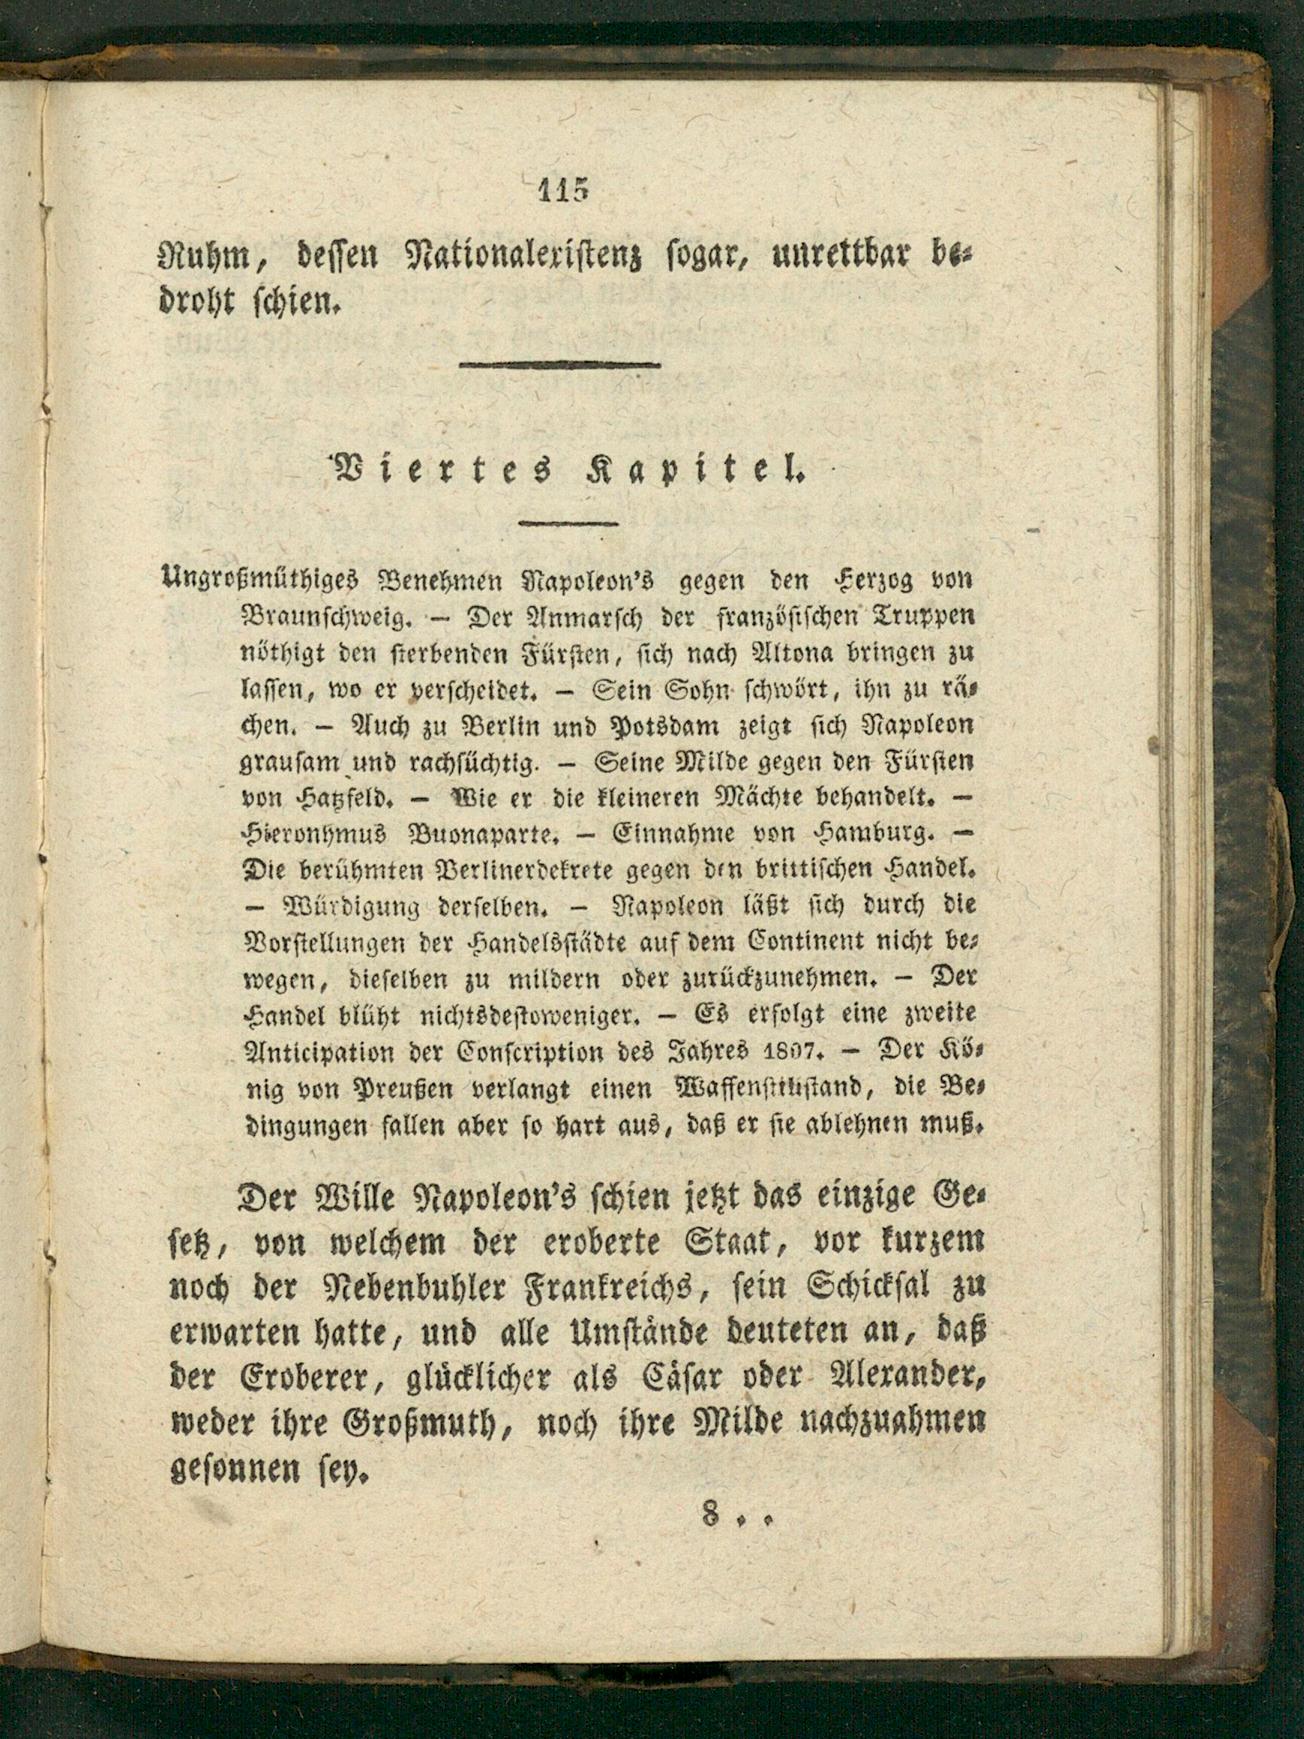 115
Ruhm, dessen Nationalexistenz sogar, unrettbar be-
droht schien.
Viertes Kapitel.
Ungroßmüthiges Benehmen Napoleon's gegen den Herzog von
Braunschweig. — Der Anmarsch der französischen Truppen
nöthigt den sterbenden Fürsten, sich nach Altona bringen zu
lassen, wo er verscheidet. — Sein Sohn schwört, ihn zu rä-
chen. — Auch zu Berlin und Potsdam zeigt sich Napoleon
grausam und rachsüchtig. — Seine Milde gegen den Fürsten
von Hatzfeld. — Wie er die kleineren Mächte behandelt. —
Hieronymus Buonaparte. — Einnahme von Hamburg. —
Die berühmten Berlinerdekrete gegen den brittischen Handel.
— Würdigung derselben. — Napoleon läßt sich durch die
Vorstellungen der Handelsstädte auf dem Continent nicht be-
wegen, dieselben zu mildern oder zurückzunehmen. — Der
Handel blüht nichtsdestoweniger. — Es erfolgt eine zweite
Anticipation der Conscription des Jahres 1807. — Der Kö-
nig von Preußen verlangt einen Waffenstillstand, die Be-
dingungen fallen aber so hart aus, daß er sie ablehnen muß.
Der Wille Napoleon's schien jetzt das einzige Ge-
setz, von welchem der eroberte Staat, vor kurzem
noch der Nebenbuhler Frankreichs, sein Schicksal zu
erwarten hatte, und alle Umstände deuteten an, daß
der Eroberer, glücklicher als Cäsar oder Alexander,
weder ihre Großmuth, noch ihre Milde nachzuahmen
gesonnen sey.
8 . .